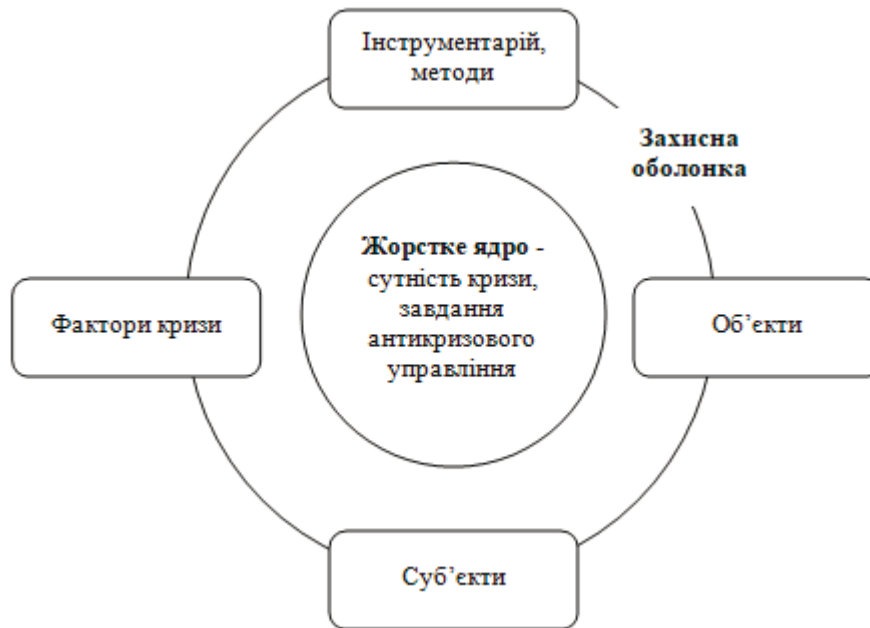 Інструментарій,
методи
Захисна
оболонка
Жорстке ядро -
сутність кризи,
завдання
антикризового
управління
Фактори кризи
Об’єкти
Суб’єкти